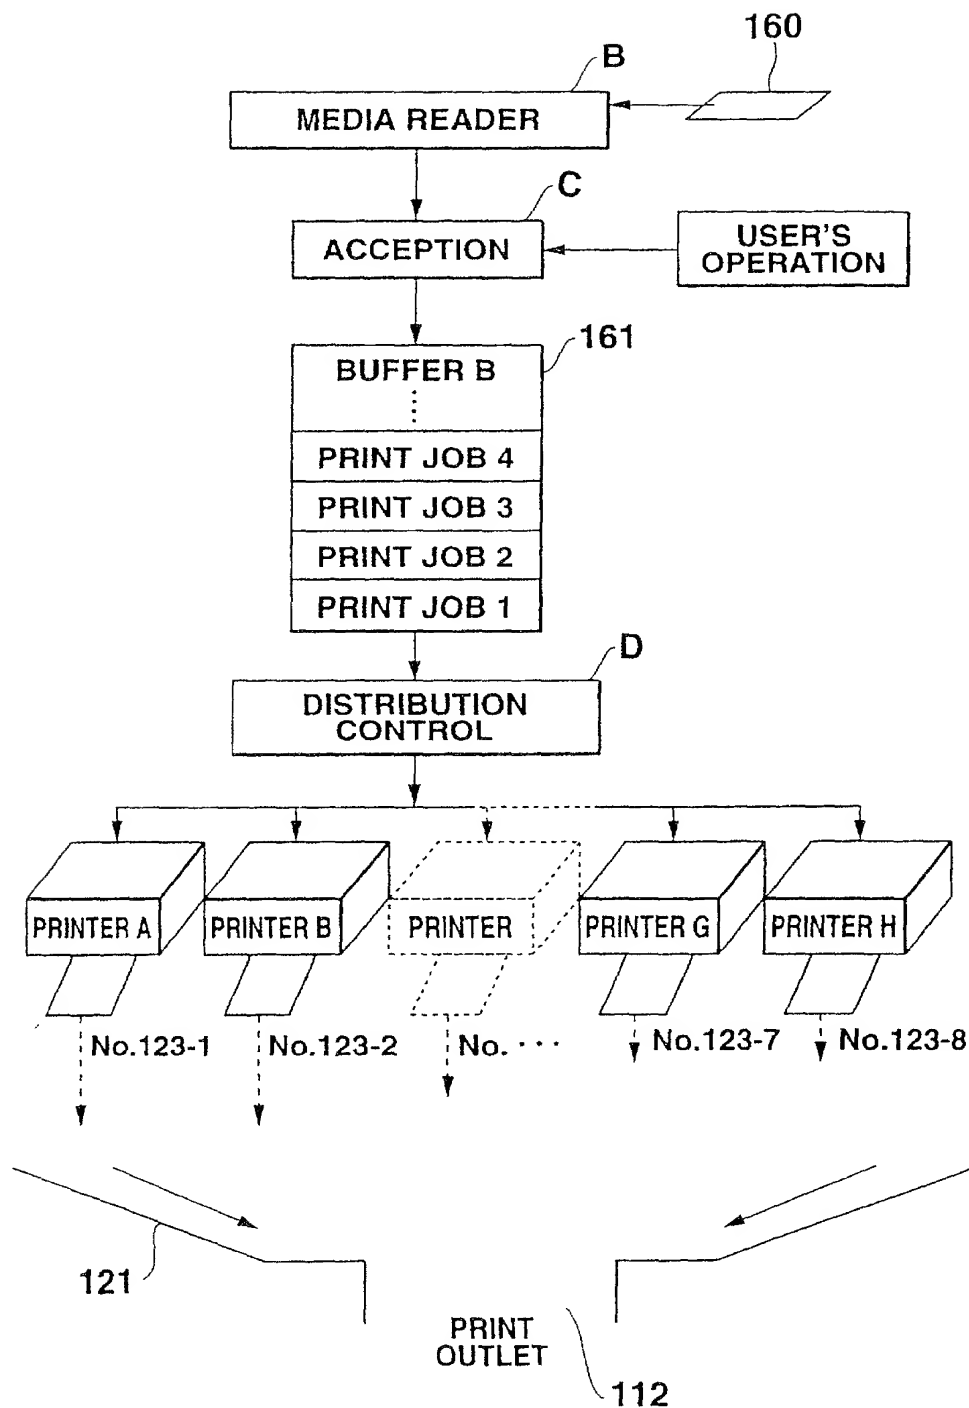 160
B
MEDIA READER
C
ACCEPTION
USER'S
OPERATION
161
BUFFER B
PRINT JOB 4
PRINT JOB 3
PRINT JOB 2
PRINT JOB 1
D
DISTRIBUTION
CONTROL
PRINTER A
PRINTER B
PRINTER
PRINTER G
PRINTER H
No.123-1
No.123-2
No. ···
No.123-7
No.123-8
121
PRINT
OUTLET
112